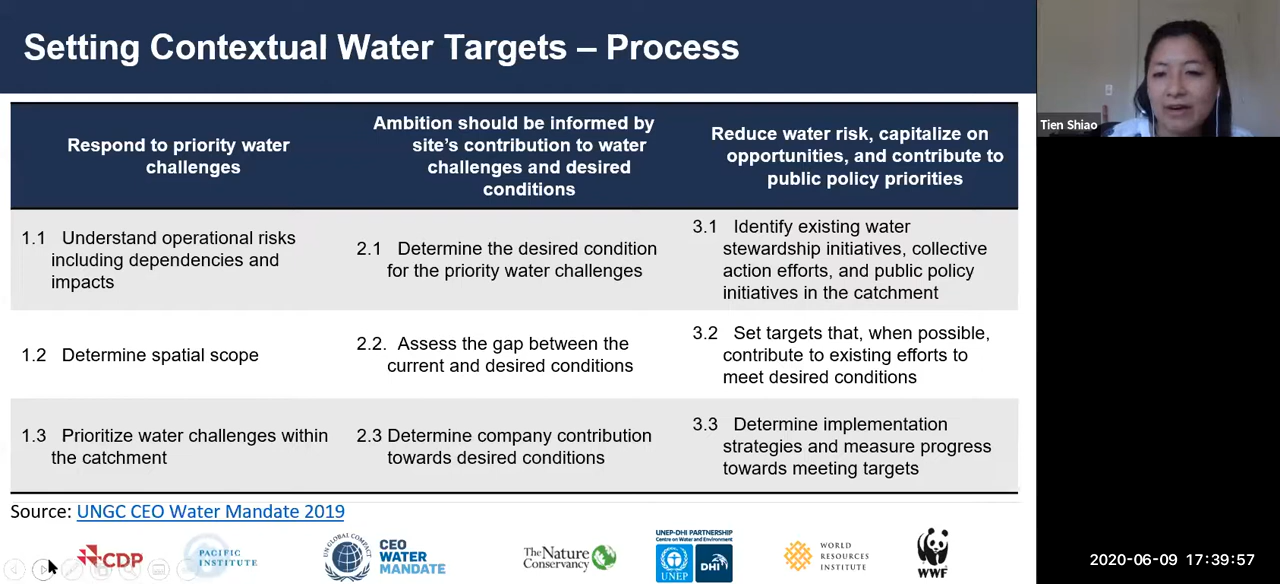 Setting Contextual Water Targets – Process
Respond to priority water
challenges
Ambition should be informed by
site's contribution to water
challenges and desired
conditions
Reduce water risk, capitalize on
opportunities, and contribute to
public policy priorities
1.1 Understand operational risks
including dependencies and
impacts
2.1 Determine the desired condition
for the priority water challenges
3.1 Identify existing water
stewardship initiatives, collective
action efforts, and public policy
initiatives in the catchment
1.2 Determine spatial scope
2.2. Assess the gap between the
current and desired conditions
3.2 Set targets that, when possible,
contribute to existing efforts to
meet desired conditions
1.3 Prioritize water challenges within
the catchment
2.3 Determine company contribution
towards desired conditions
3.3 Determine implementation
strategies and measure progress
towards meeting targets
Source: UNGC CEO Water Mandate 2019
CDP
PACIFIC
INSTITUTE
UN GLOBAL COMPACT
CEO
WATER
MANDATE
The Nature
Conservancy
UNEP-DHI PARTNERSHIP
Centre on Water and Environment
UNEP
DHI
WORLD
RESOURCES
INSTITUTE
WWF
Tien Shiao
2020-06-09 17:39:57